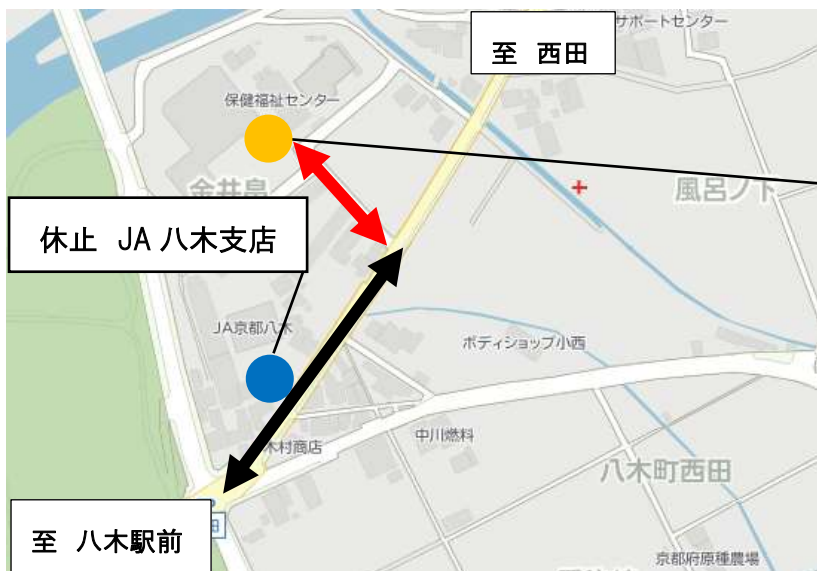 サポートセンター
至 西田
保健福祉センター
金井畠
風呂ノ下
休止 JA 八木支店
JA京都八木
ボディショップ小西
木村商店
中川燃料
八木町西田
至 八木駅前
京都府原種農場